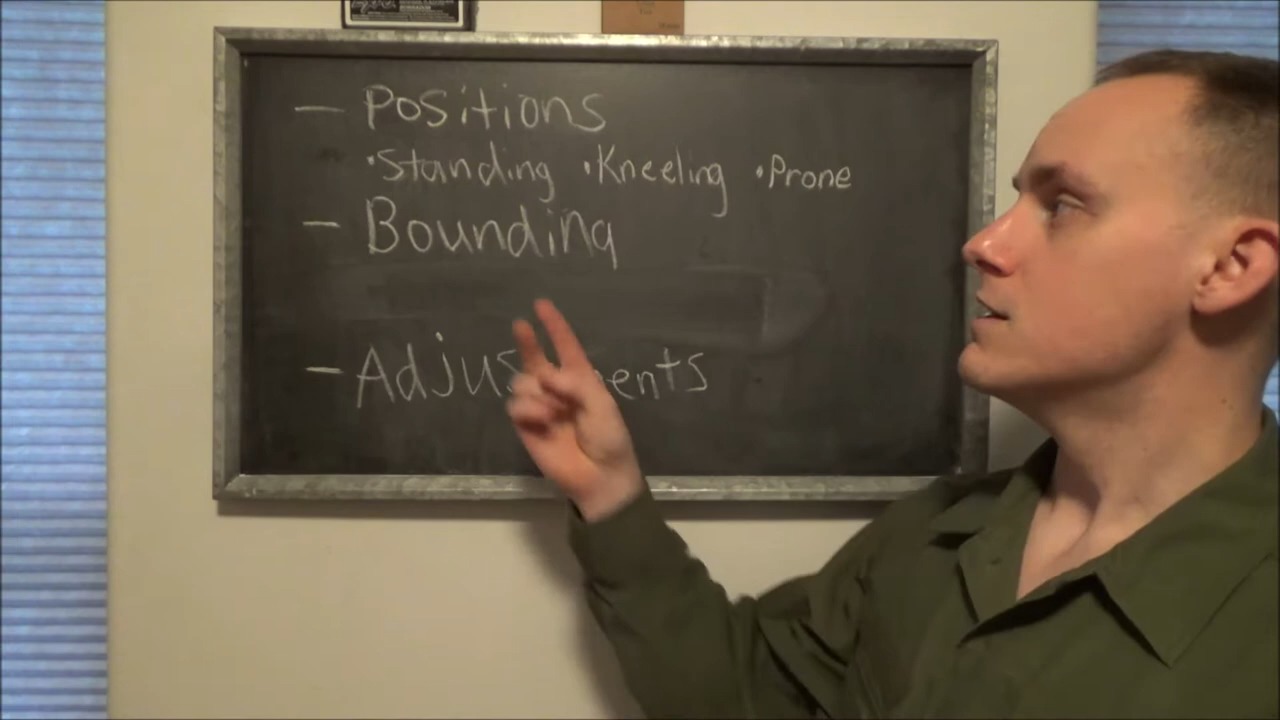 — Positions
•Standing •Kneeling •Prone
— Bounding
— Adjus ents